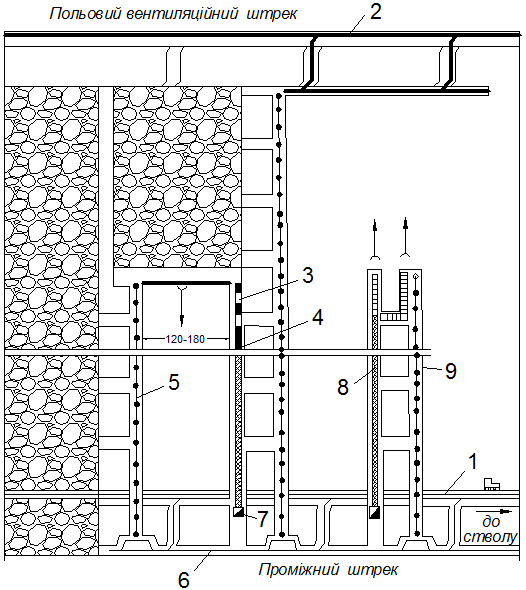 Польовий вентиляційний штрек 2
3
4
120-180
5
8
9
1
7
до
стволу
6
Проміжний штрек